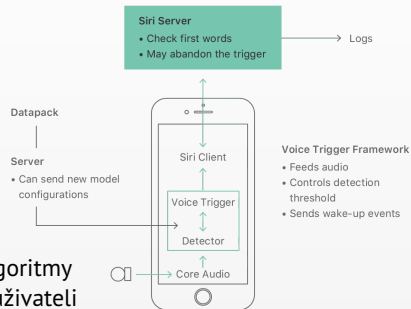 Siri Server
• Check first words
• May abandon the trigger
Logs
Datapack
Server
• Can send new model
configurations
Siri Client
Voice Trigger
Detector
Core Audio
Voice Trigger Framework
• Feeds audio
• Controls detection
threshold
• Sends wake-up events
goritmy
uživateli